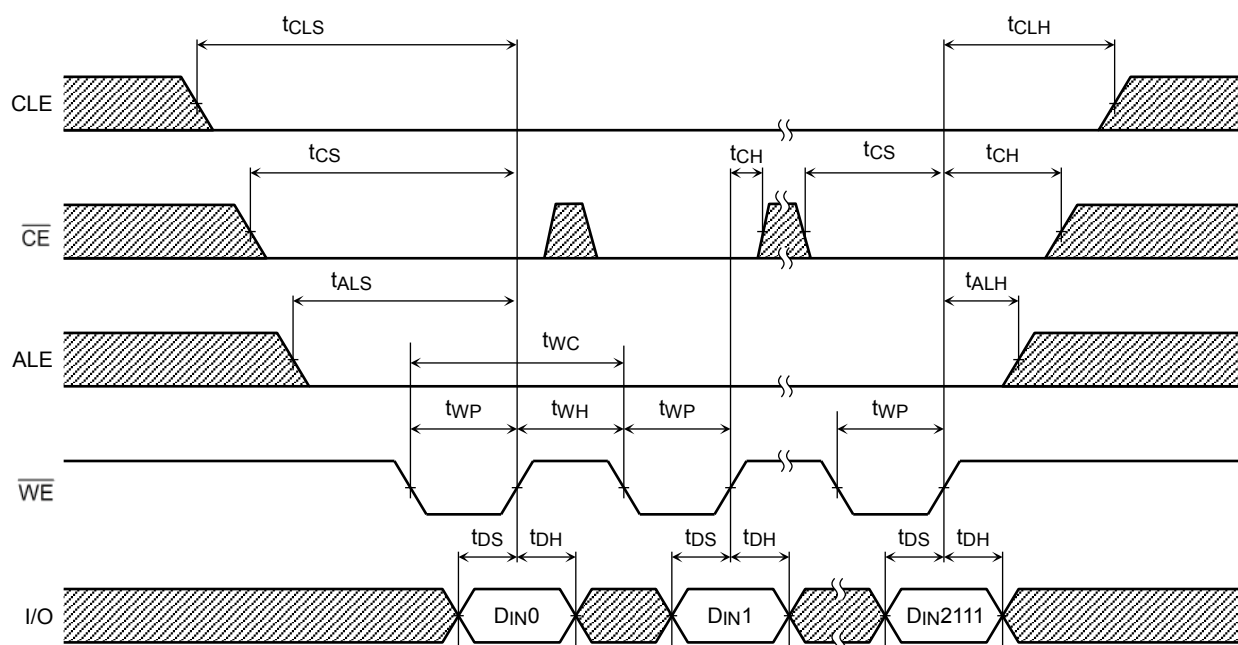 tCLS tCLH
CLE
tCS tCH tCS tCH
CE
tALS tALH
ALE
tWC
tWP tWH tWP tWP
WE
tDS tDH tDS tDH tDS tDH
I/O DIN0 DIN1 DIN2111